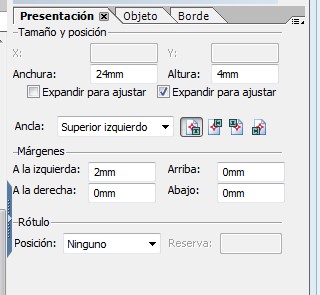 Presentación Objeto Borde
Tamaño y posición
X: Y:
Anchura: 24mm Altura: 4mm
Expandir para ajustar Expandir para ajustar
Ancla: Superior izquierdo
Márgenes
A la izquierda: 2mm Arriba: 0mm
A la derecha: 0mm Abajo: 0mm
Rótulo
Posición: Ninguno Reserva: